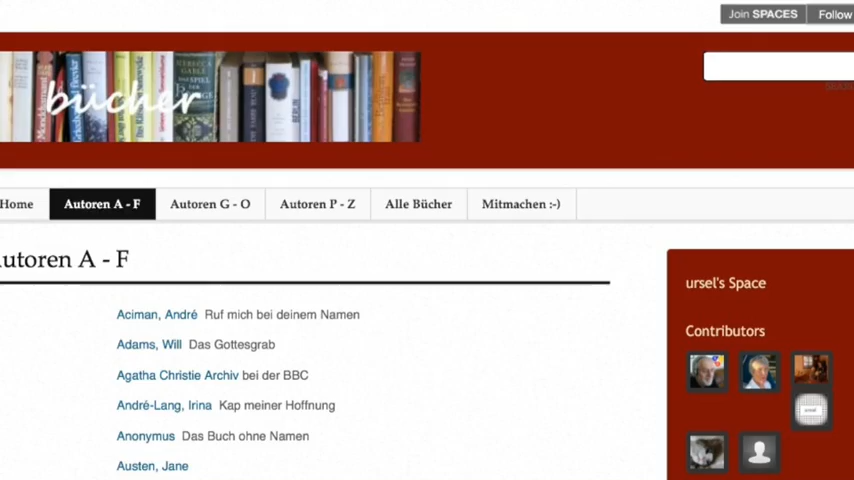 Join SPACES Follow
bücher
Home Autoren A - F Autoren G - O Autoren P - Z Alle Bücher Mitmachen :-)
utoren A - F
ursel's Space
Contributors
Aciman, André Ruf mich bei deinem Namen
Adams, Will Das Gottesgrab
Agatha Christie Archiv bei der BBC
André-Lang, Irina Kap meiner Hoffnung
Anonymus Das Buch ohne Namen
Austen, Jane